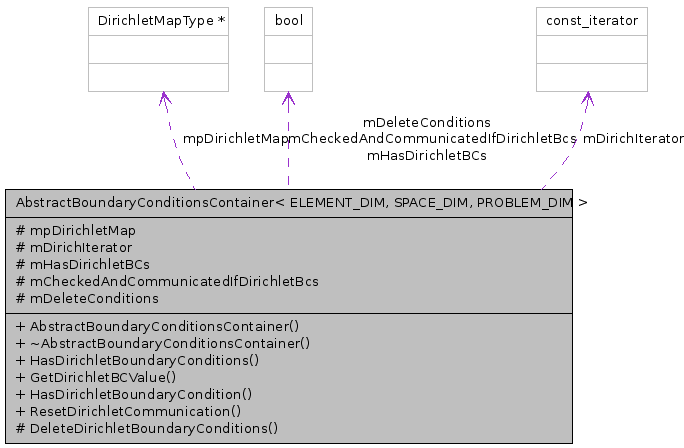 DirichletMapType *
bool
const_iterator
mDeleteConditions
mpDirichletMap
mCheckedAndCommunicatedIfDirichletBcs
mDirichIterator
mHasDirichletBCs
AbstractBoundaryConditionsContainer< ELEMENT_DIM, SPACE_DIM, PROBLEM_DIM >
# mpDirichletMap
# mDirichIterator
# mHasDirichletBCs
# mCheckedAndCommunicatedIfDirichletBcs
# mDeleteConditions
+ AbstractBoundaryConditionsContainer()
+ ~AbstractBoundaryConditionsContainer()
+ HasDirichletBoundaryConditions()
+ GetDirichletBCValue()
+ HasDirichletBoundaryCondition()
+ ResetDirichletCommunication()
# DeleteDirichletBoundaryConditions()